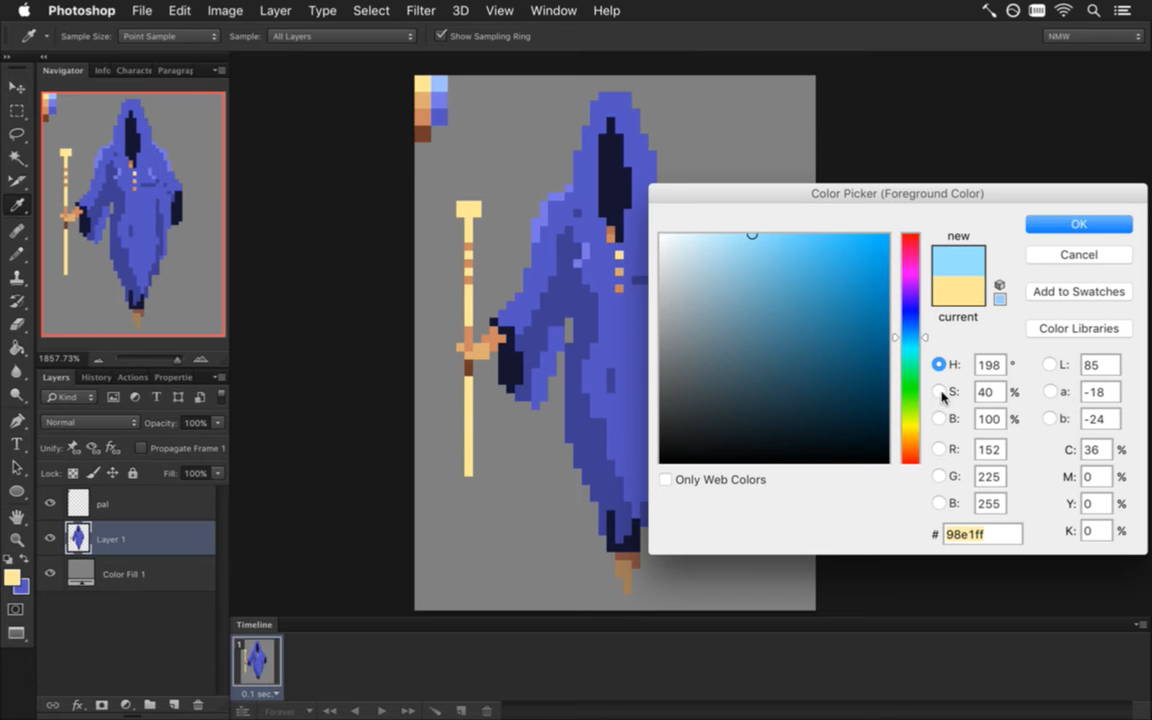 Photoshop File Edit Image Layer Type Select Filter 3D View Window Help
Sample Size: Point Sample Sample: All Layers Show Sampling Ring NMW
Navigator Info Characte Paragrap
1857.73%
Layers History Actions Propertie
Kind
Normal Opacity: 100%
Unify: Propagate Frame 1
Lock: Fill: 100%
pal
Layer 1
Color Fill 1
Color Picker (Foreground Color)
new
current
OK
Cancel
Add to Swatches
Color Libraries
H: 198 ° L: 85
S: 40 % a: -18
B: 100 % b: -24
R: 152 C: 36 %
G: 225 M: 0 %
B: 255 Y: 0 %
# 98e1ff K: 0 %
Only Web Colors
Timeline
1
0.1 sec.
Forever